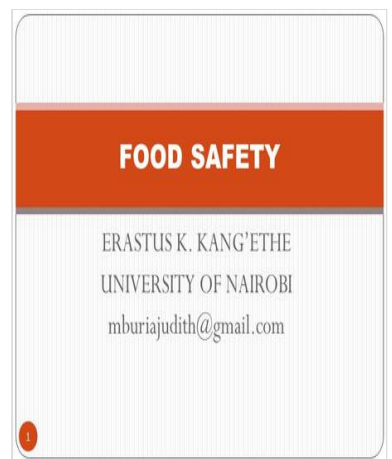 FOOD SAFETY
ERASTUS K. KANG'ETHE
UNIVERSITY OF NAIROBI
mburiajudith@gmail.com
1